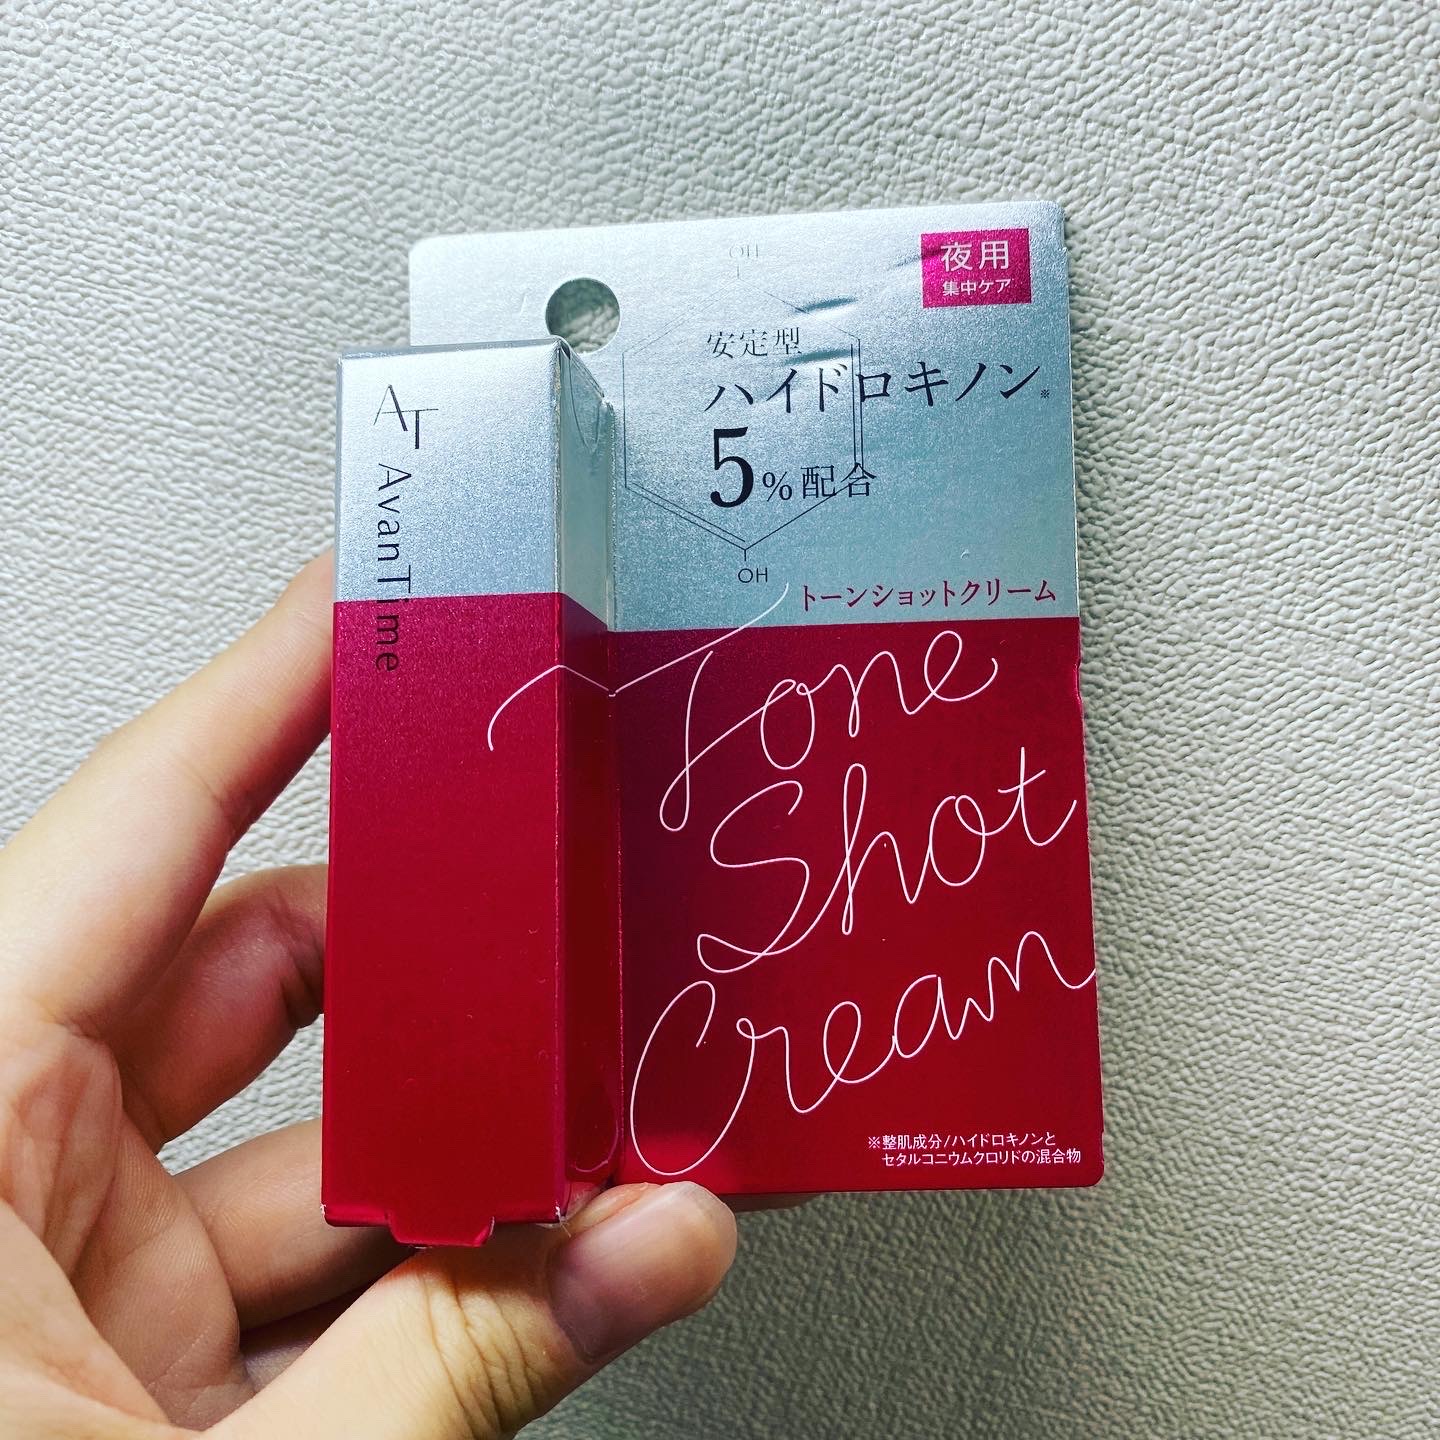 AT AvanTime
夜用
集中ケア
OH
安定型
ハイドロキノン※
5%配合
OH
トーンショットクリーム
Tone
Shot
Cream
※整肌成分/ハイドロキノンと
セタルコニウムクロリドの混合物